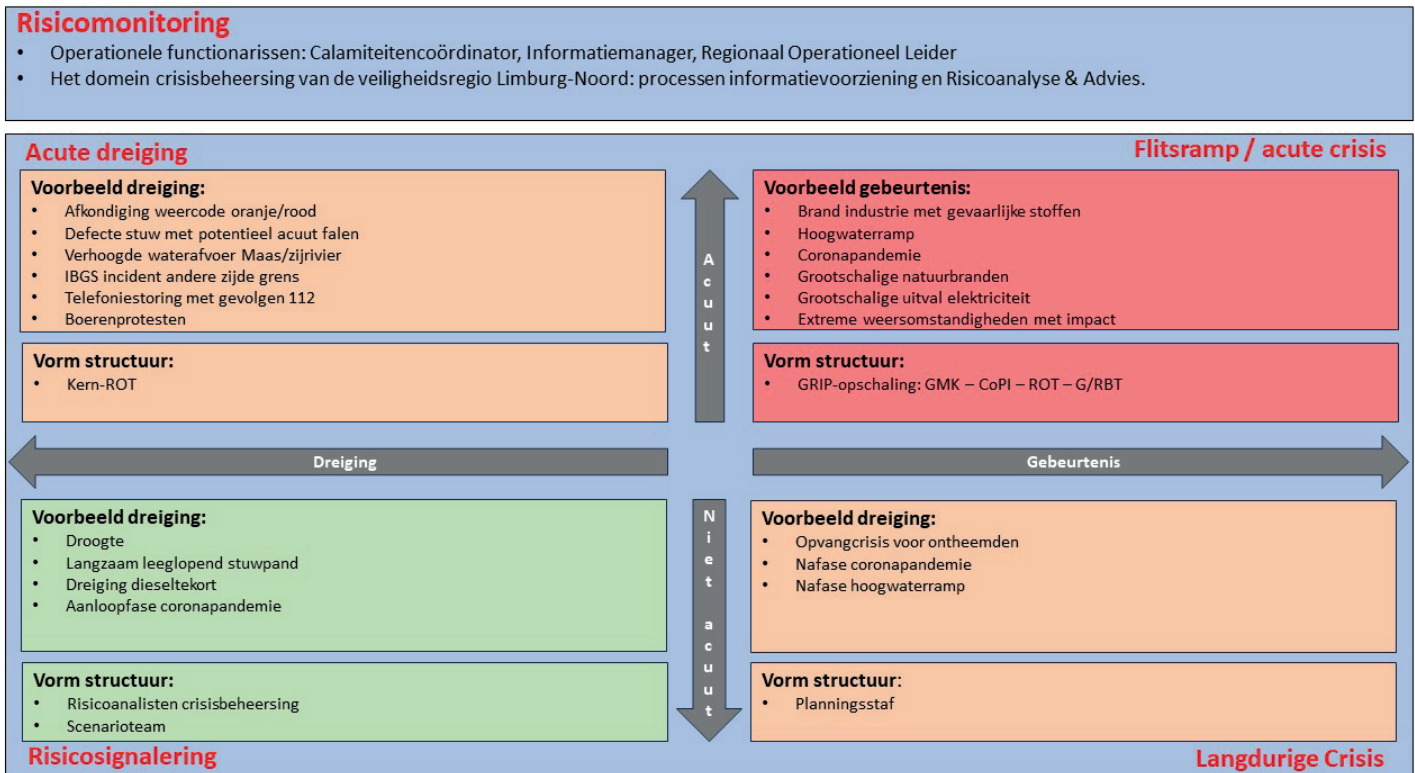 Risicomonitoring
• Operationele functionarissen: Calamiteitencoördinator, Informatiemanager, Regionaal Operationeel Leider
• Het domein crisisbeheersing van de veiligheidsregio Limburg-Noord: processen informatievoorziening en Risicoanalyse & Advies.
Acute dreiging
Flitsramp / acute crisis
Voorbeeld dreiging:
• Afkondiging weercode oranje/rood
• Defecte stuw met potentieel acuut falen
• Verhoogde waterafvoer Maas/zijrivier
• IBGS incident andere zijde grens
• Telefoniestoring met gevolgen 112
• Boerenprotesten
Vorm structuur:
• Kern-ROT
Acuut
Voorbeeld gebeurtenis:
• Brand industrie met gevaarlijke stoffen
• Hoogwaterramp
• Coronapandemie
• Grootschalige natuurbranden
• Grootschalige uitval elektriciteit
• Extreme weersomstandigheden met impact
Vorm structuur:
• GRIP-opschaling: GMK – CoPI – ROT – G/RBT
Dreiging
Gebeurtenis
Voorbeeld dreiging:
• Droogte
• Langzaam leeglopend stuwpand
• Dreiging dieseltekort
• Aanloopfase coronapandemie
Vorm structuur:
• Risicoanalisten crisisbeheersing
• Scenarioteam
Niet acuut
Voorbeeld dreiging:
• Opvangcrisis voor ontheemden
• Nafase coronapandemie
• Nafase hoogwaterramp
Vorm structuur:
• Planningsstaf
Risicosignalering
Langdurige Crisis